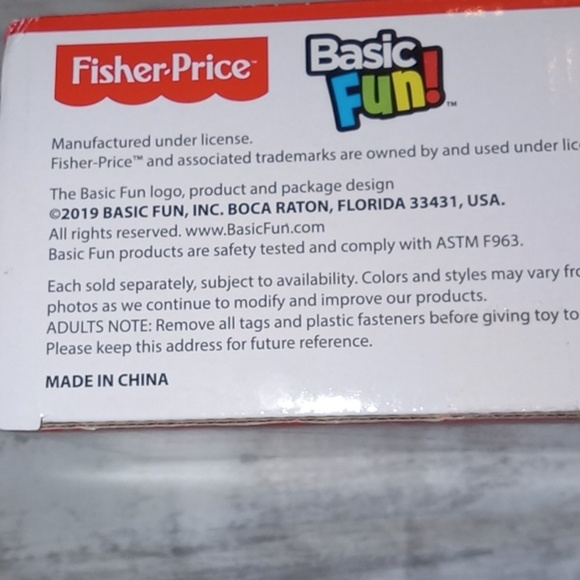 Fisher-Price™
Basic
Fun!™
Manufactured under license.
Fisher-Price™ and associated trademarks are owned by and used under
The Basic Fun logo, product and package design
©2019 BASIC FUN, INC. BOCA RATON, FLORIDA 33431, USA.
All rights reserved. www.BasicFun.com
Basic Fun products are safety tested and comply with ASTM F963.
Each sold separately, subject to availability. Colors and styles may vary
photos as we continue to modify and improve our products.
ADULTS NOTE: Remove all tags and plastic fasteners before giving toy to
Please keep this address for future reference.
MADE IN CHINA